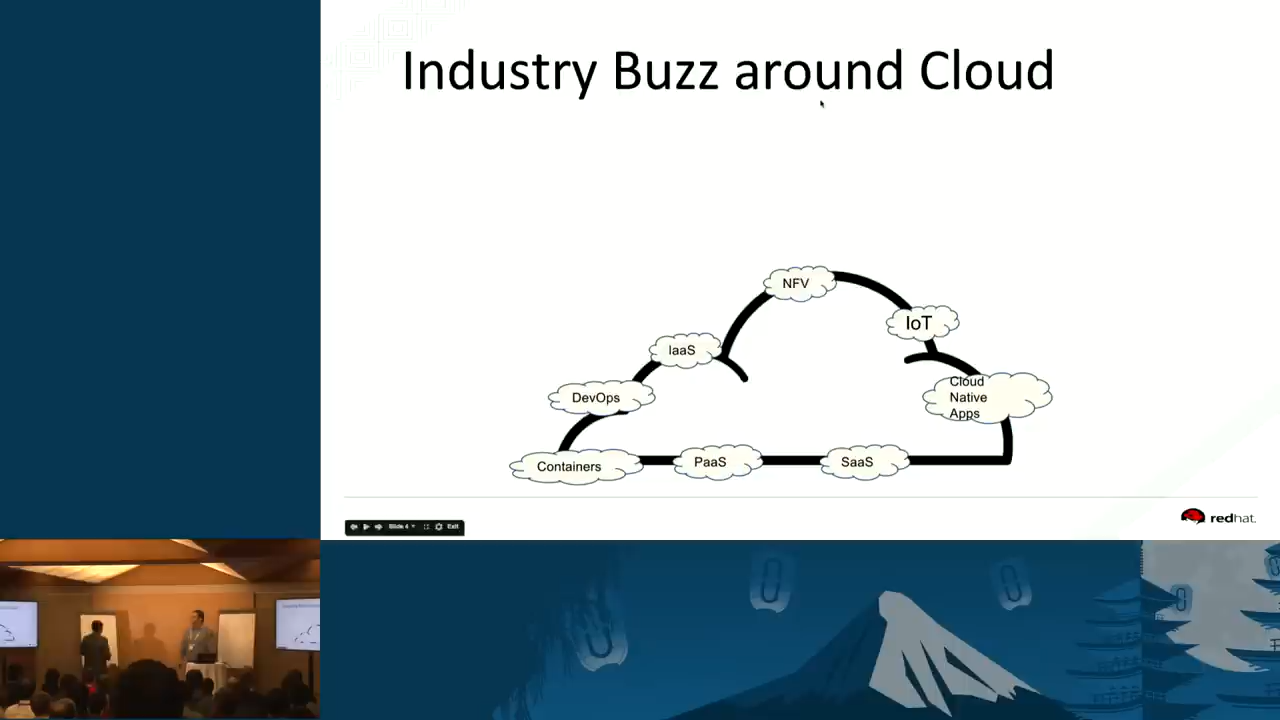 Industry Buzz around Cloud
NFV
IoT
IaaS
Cloud
Native
Apps
DevOps
Containers
PaaS
SaaS
Slide 4
Exit
redhat.